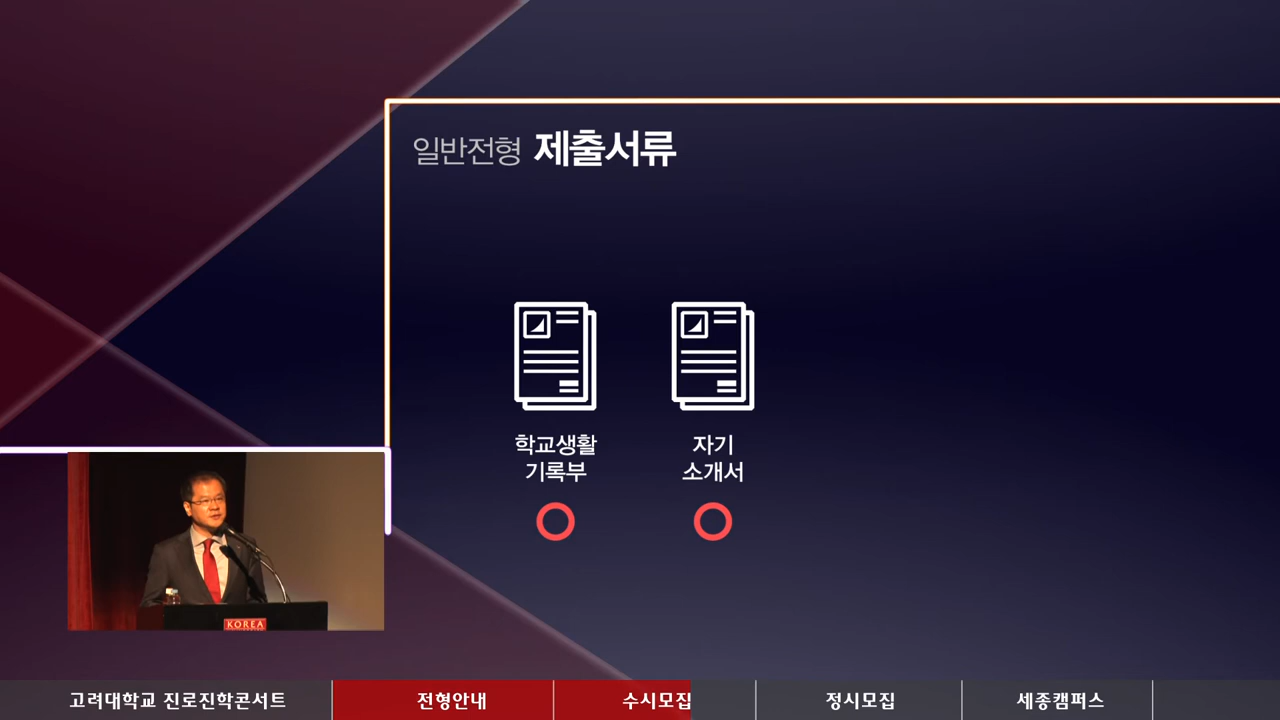 일반전형 제출서류
학교생활
기록부
자기
소개서
KOREA
고려대학교 진로진학콘서트
전형안내
수시모집
정시모집
세종캠퍼스